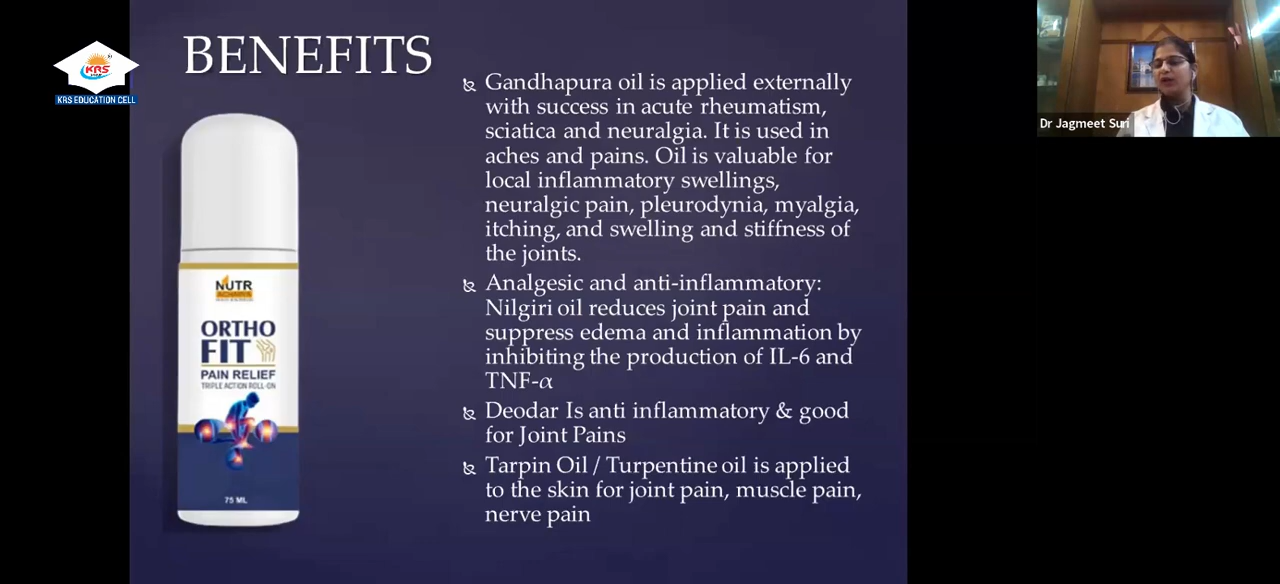 BENEFITS
KRS
KRS EDUCATION CELL
Gandhapura oil is applied externally
with success in acute rheumatism,
sciatica and neuralgia. It is used in
aches and pains. Oil is valuable for
local inflammatory swellings,
neuralgic pain, pleurodynia, myalgia,
itching, and swelling and stiffness of
the joints.
Analgesic and anti-inflammatory:
Nilgiri oil reduces joint pain and
suppress edema and inflammation by
inhibiting the production of IL-6 and
TNF-α
Deodar Is anti inflammatory & good
for Joint Pains
Tarpin Oil / Turpentine oil is applied
to the skin for joint pain, muscle pain,
nerve pain
NUTR
ORTHO
FIT
PAIN RELIEF
TRIPLE ACTION ROLL-ON
75 ML
Dr Jagmeet Suri